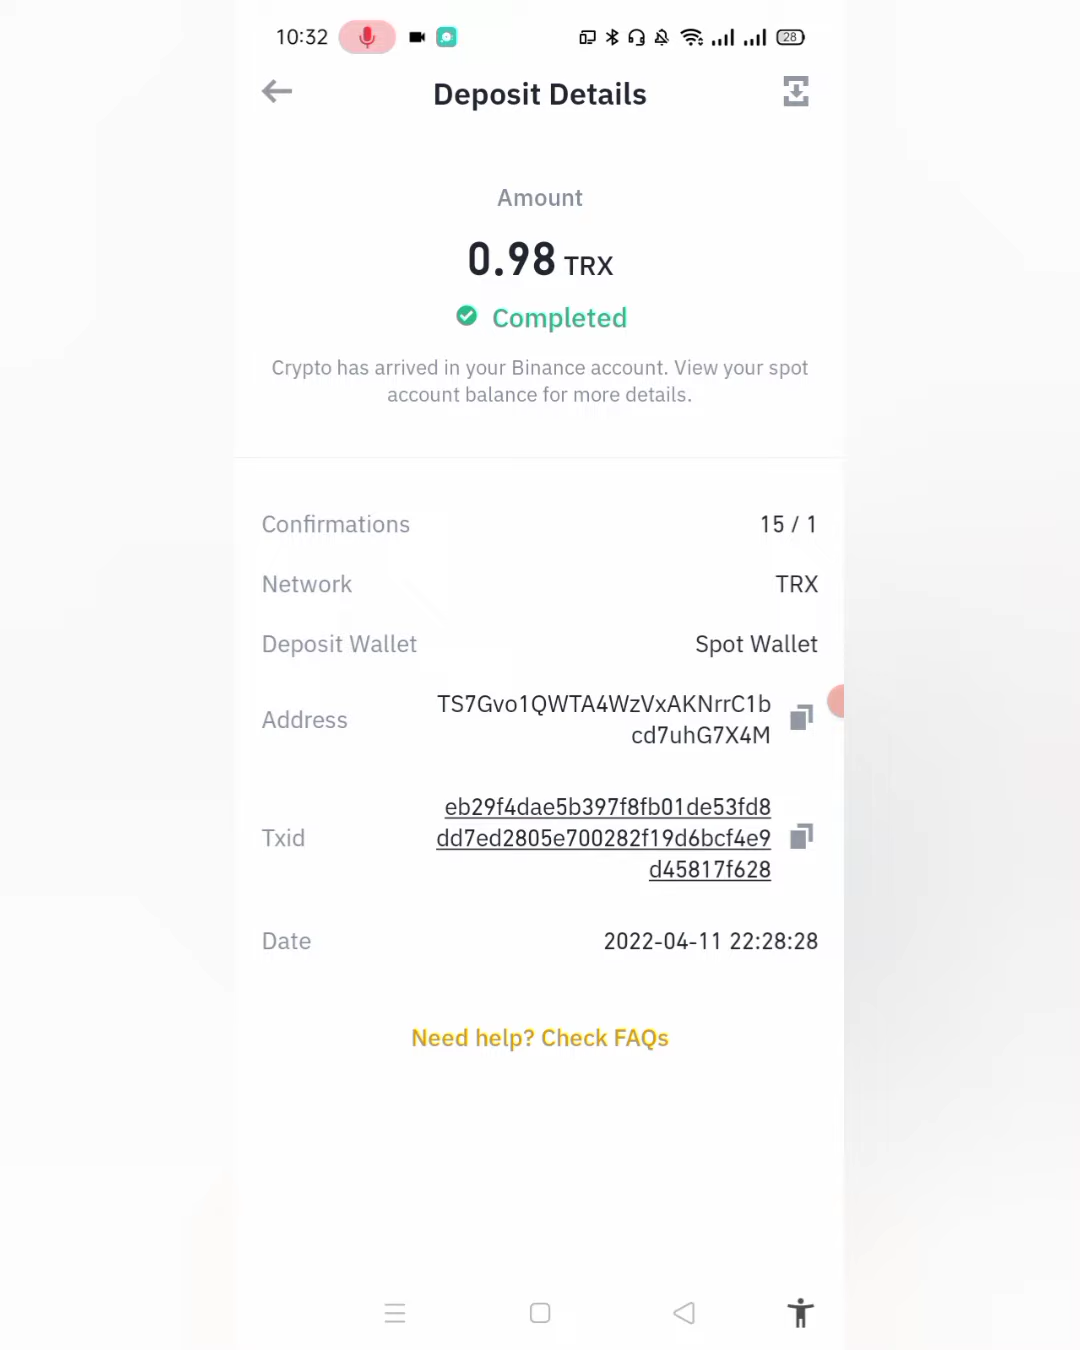 10:32
28
Deposit Details
Amount
0.98 TRX
Completed
Crypto has arrived in your Binance account. View your spot
account balance for more details.
Confirmations 15 / 1
Network TRX
Deposit Wallet Spot Wallet
Address TS7Gvo1QWTA4WzVxAKNrrC1b
cd7uhG7X4M
eb29f4dae5b397f8fb01de53fd8
Txid dd7ed2805e700282f19d6bcf4e9
d45817f628
Date 2022-04-11 22:28:28
Need help? Check FAQs